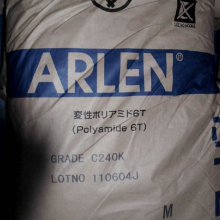 ARLEN®
変性ポリアミド6T
(Polyamide 6T)
GRADE C240K
LOTNO 110604J
M